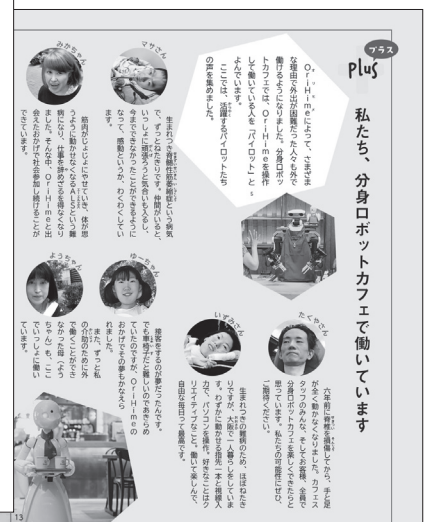 プラス
Plus
私たち、分身ロボットカフェで働いています
OriHimeによって、さまざま
な理由で外出が困難だった人々も外で
働けるようになりました。分身ロボッ
トカフェでは、OriHimeを操作
して働いている人を「パイロット」と
よんでいます。
ここでは、活躍するパイロットたち
の声を集めました。
たくやさん
六年前に脊椎を損傷してから、手と足
が全く動かなくなりました。カフェス
タッフのみんな、そしてお客様、全員で
分身ロボットカフェを楽しくできたらと
思っています。私たちの可能性にぜひ、
ご期待ください。
いずみさん
生まれつきの難病のため、ほぼねたき
りですが、大阪で一人暮らしをしていま
す。わずかに動かせる指先一本と視線入
力で、パソコンを操作。好きなことはク
リエイティブなこと。働いて楽しんで、
自由な毎日って最高です。
マサさん
生まれつき脊髄性筋萎縮症という病気
で、ずっとねたきりです。仲間がいると、
いっしょに頑張ろうと気合いも入るし、
今までできなかったことができるように
なって、感動というか、わくわくしてい
ます。
みかちゃん
筋肉がじょじょにやせていき、体が思
うように動かせなくなるALSという難
病になり、仕事を辞めざるを得なくなり
ました。そんな中、OriHimeと出
会えたおかげで社会参加し続けることが
できています。
ゆーちゃん
ようちゃん
接客をするのが夢だったんです。
でも車椅子だと難しいのであきらめ
ていたのですが、OriHimeの
おかげでその夢もかなえら
れました。
また、ずっと私
の介助のために外
で働くことができ
なかった母(よう
ちゃん)も、ここ
でいっしょに働い
ています。
13